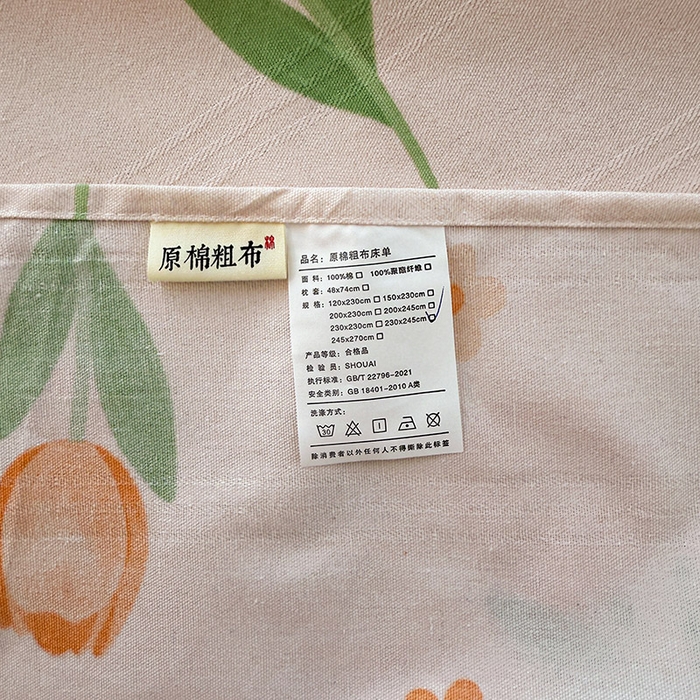 原棉粗布
棉
品名：原棉粗布床单
面料：100%棉□ 100%聚酯纤维□
枕套：48x74cm□
规格：120x230cm□ 150x230cm□
200x230cm□ 200x245cm□
230x230cm□ 230x245cm□
245x270cm□
产品等级：合格品
检验员：SHOUAI
执行标准：GB/T 22796-2021
安全类别：GB 18401-2010 A类
洗涤方式：
30
除消费者以外任何人不得撕除此标签